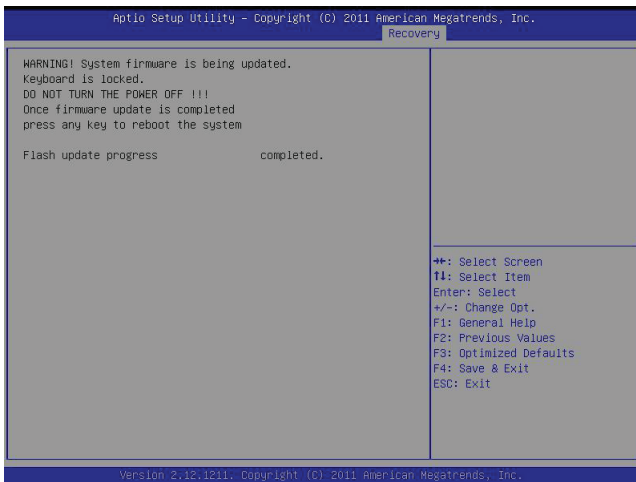 Aptio Setup Utility – Copyright (C) 2011 American Megatrends, Inc.
Recovery
WARNING! System firmware is being updated.
Keyboard is locked.
DO NOT TURN THE POWER OFF !!!
Once firmware update is completed
press any key to reboot the system
Flash update progress completed.
→←: Select Screen
↑↓: Select Item
Enter: Select
+/-: Change Opt.
F1: General Help
F2: Previous Values
F3: Optimized Defaults
F4: Save & Exit
ESC: Exit
Version 2.12.1211. Copyright (C) 2011 American Megatrends, Inc.